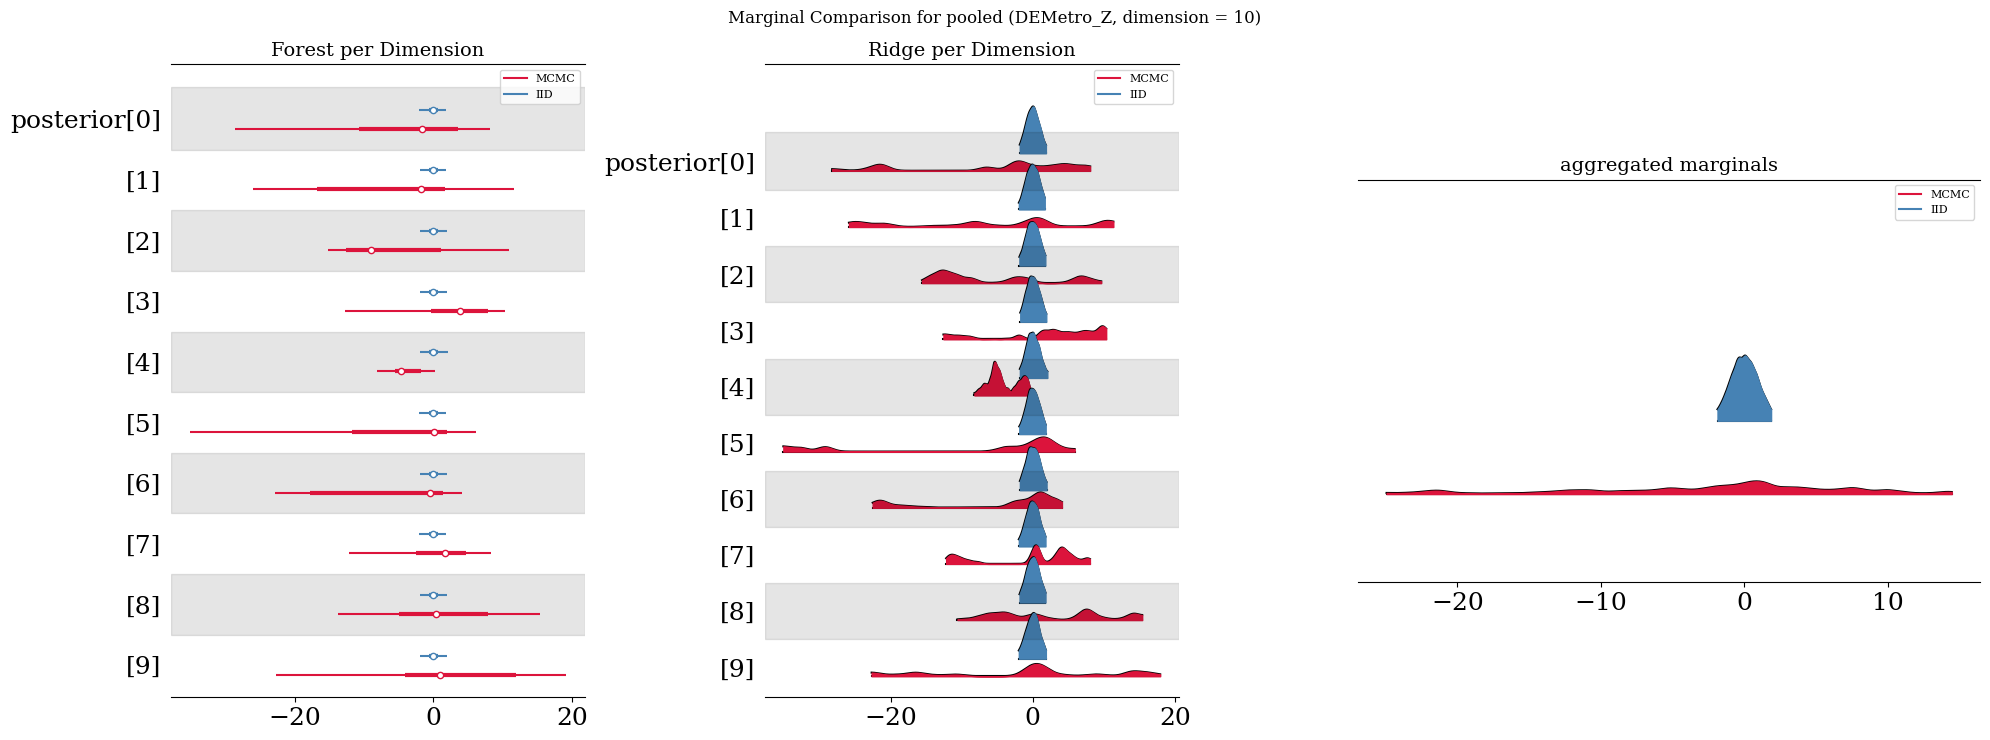 Marginal Comparison for pooled (DEMetro_Z, dimension = 10)
Forest per Dimension
MCMC
IID
posterior[0]
[1]
[2]
[3]
[4]
[5]
[6]
[7]
[8]
[9]
−20 0 20
Ridge per Dimension
MCMC
IID
posterior[0]
[1]
[2]
[3]
[4]
[5]
[6]
[7]
[8]
[9]
−20 0 20
aggregated marginals
MCMC
IID
−20 −10 0 10